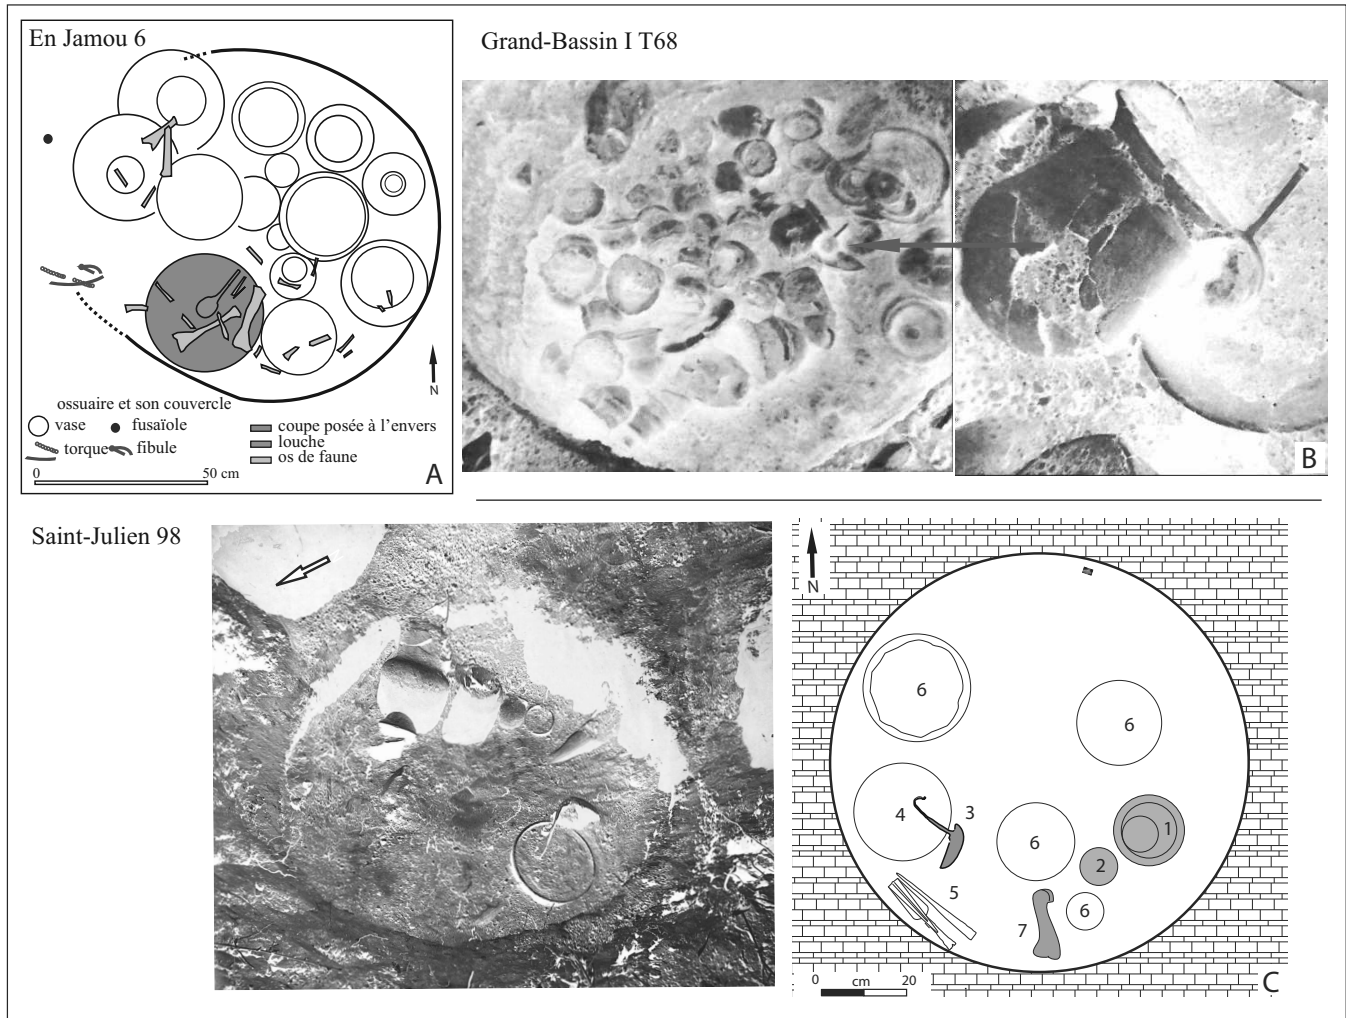 En Jamou 6
N
ossuaire et son couvercle
vase
fusaïole
torque
fibule
coupe posée à l'envers
louche
os de faune
0 50 cm
A
Grand-Bassin I T68
B
Saint-Julien 98
N
6
6
4
3
6
1
2
5
6
7
0 cm 20
C